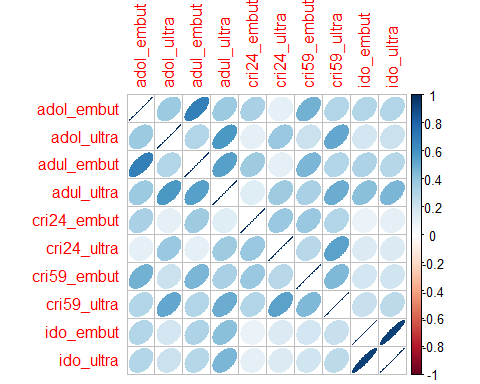 adol_embut
adol_ultra
adul_embut
adul_ultra
cri24_embut
cri24_ultra
cri59_embut
cri59_ultra
ido_embut
ido_ultra
adol_embut
adol_ultra
adul_embut
adul_ultra
cri24_embut
cri24_ultra
cri59_embut
cri59_ultra
ido_embut
ido_ultra
1
0.8
0.6
0.4
0.2
0
-0.2
-0.4
-0.6
-0.8
-1